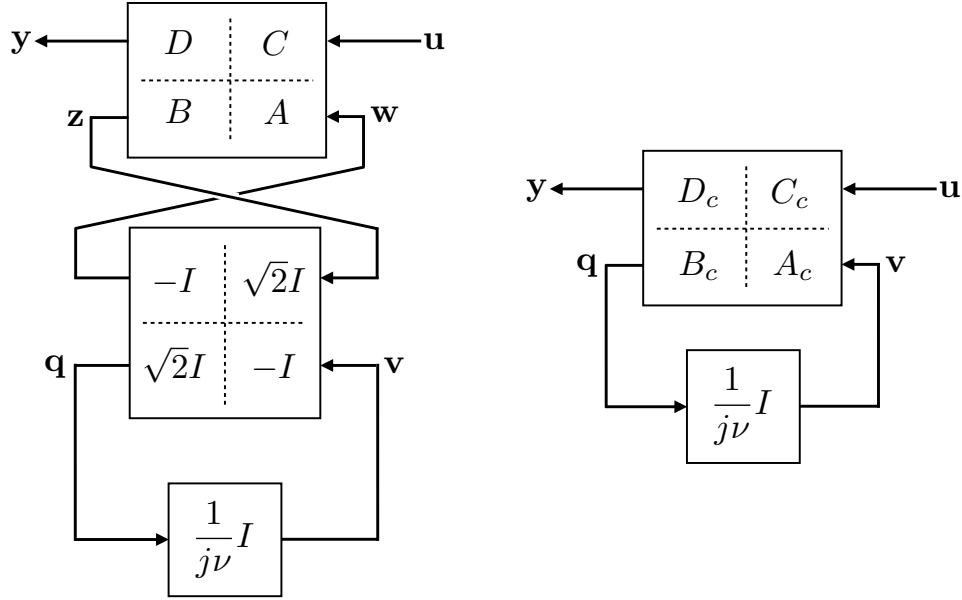 y D C u
z B A w
−I √2I
q √2I −I v
1/jν I
y D_c C_c u
q B_c A_c v
1/jν I